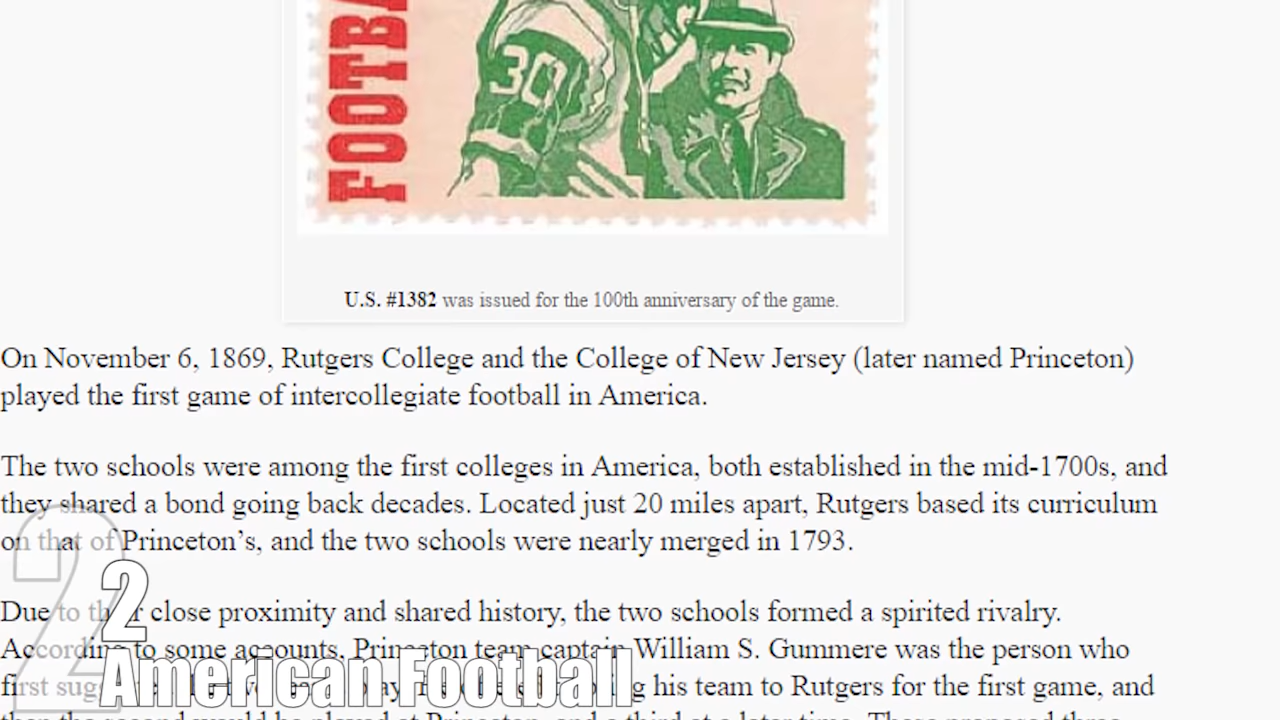 FOOTBA
30
U.S. #1382 was issued for the 100th anniversary of the game.
On November 6, 1869, Rutgers College and the College of New Jersey (later named Princeton)
played the first game of intercollegiate football in America.
The two schools were among the first colleges in America, both established in the mid-1700s, and
they shared a bond going back decades. Located just 20 miles apart, Rutgers based its curriculum
on that of Princeton’s, and the two schools were nearly merged in 1793.
Due to close proximity and shared history, the two schools formed a spirited rivalry.
According to some accounts, Princeton team captain William S. Gummere was the person who
first his team to Rutgers for the first game, and
2
2
American Football